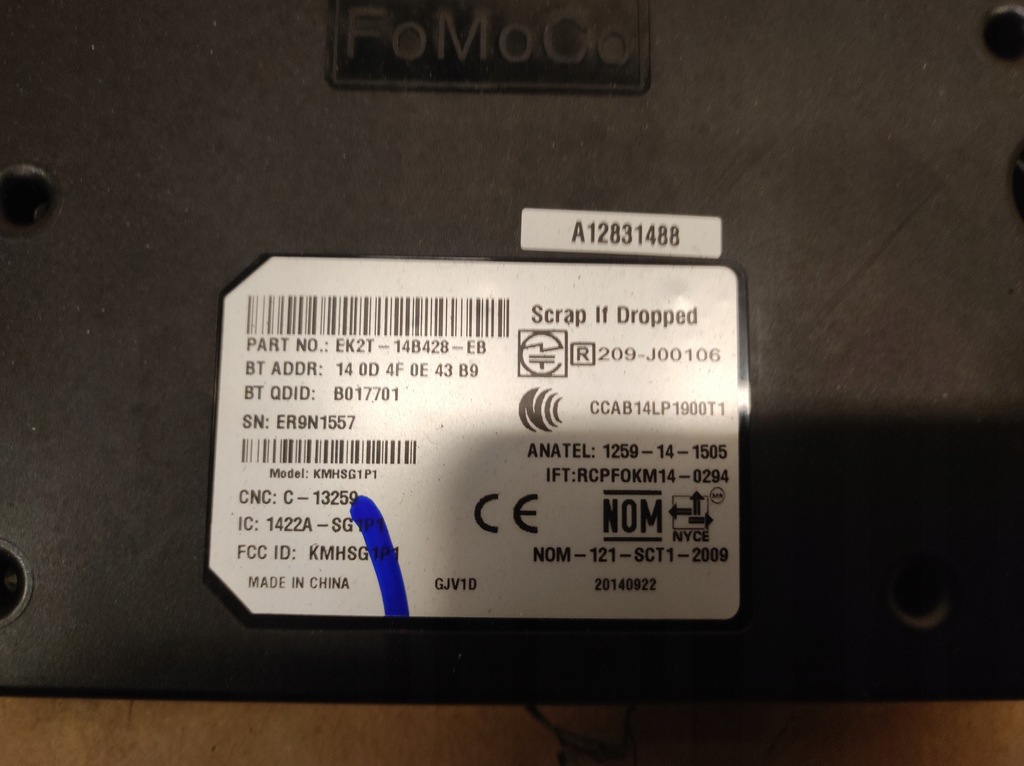 FoMoCo
A12831488
Scrap If Dropped
PART NO.: EK2T-14B428-EB
R 209-J00106
BT ADDR: 14 0D 4F 0E 43 B9
BT QDID: B017701
CCAB14LP1900T1
SN: ER9N1557
ANATEL: 1259-14-1505
Model: KMHSG1P1
IFT:RCPFOKM14-0294
CNC: C-13259
CE
NOM
NYCE
IC: 1422A-SG1P1
FCC ID: KMHSG1P1
NOM-121-SCT1-2009
MADE IN CHINA
GJV1D
20140922